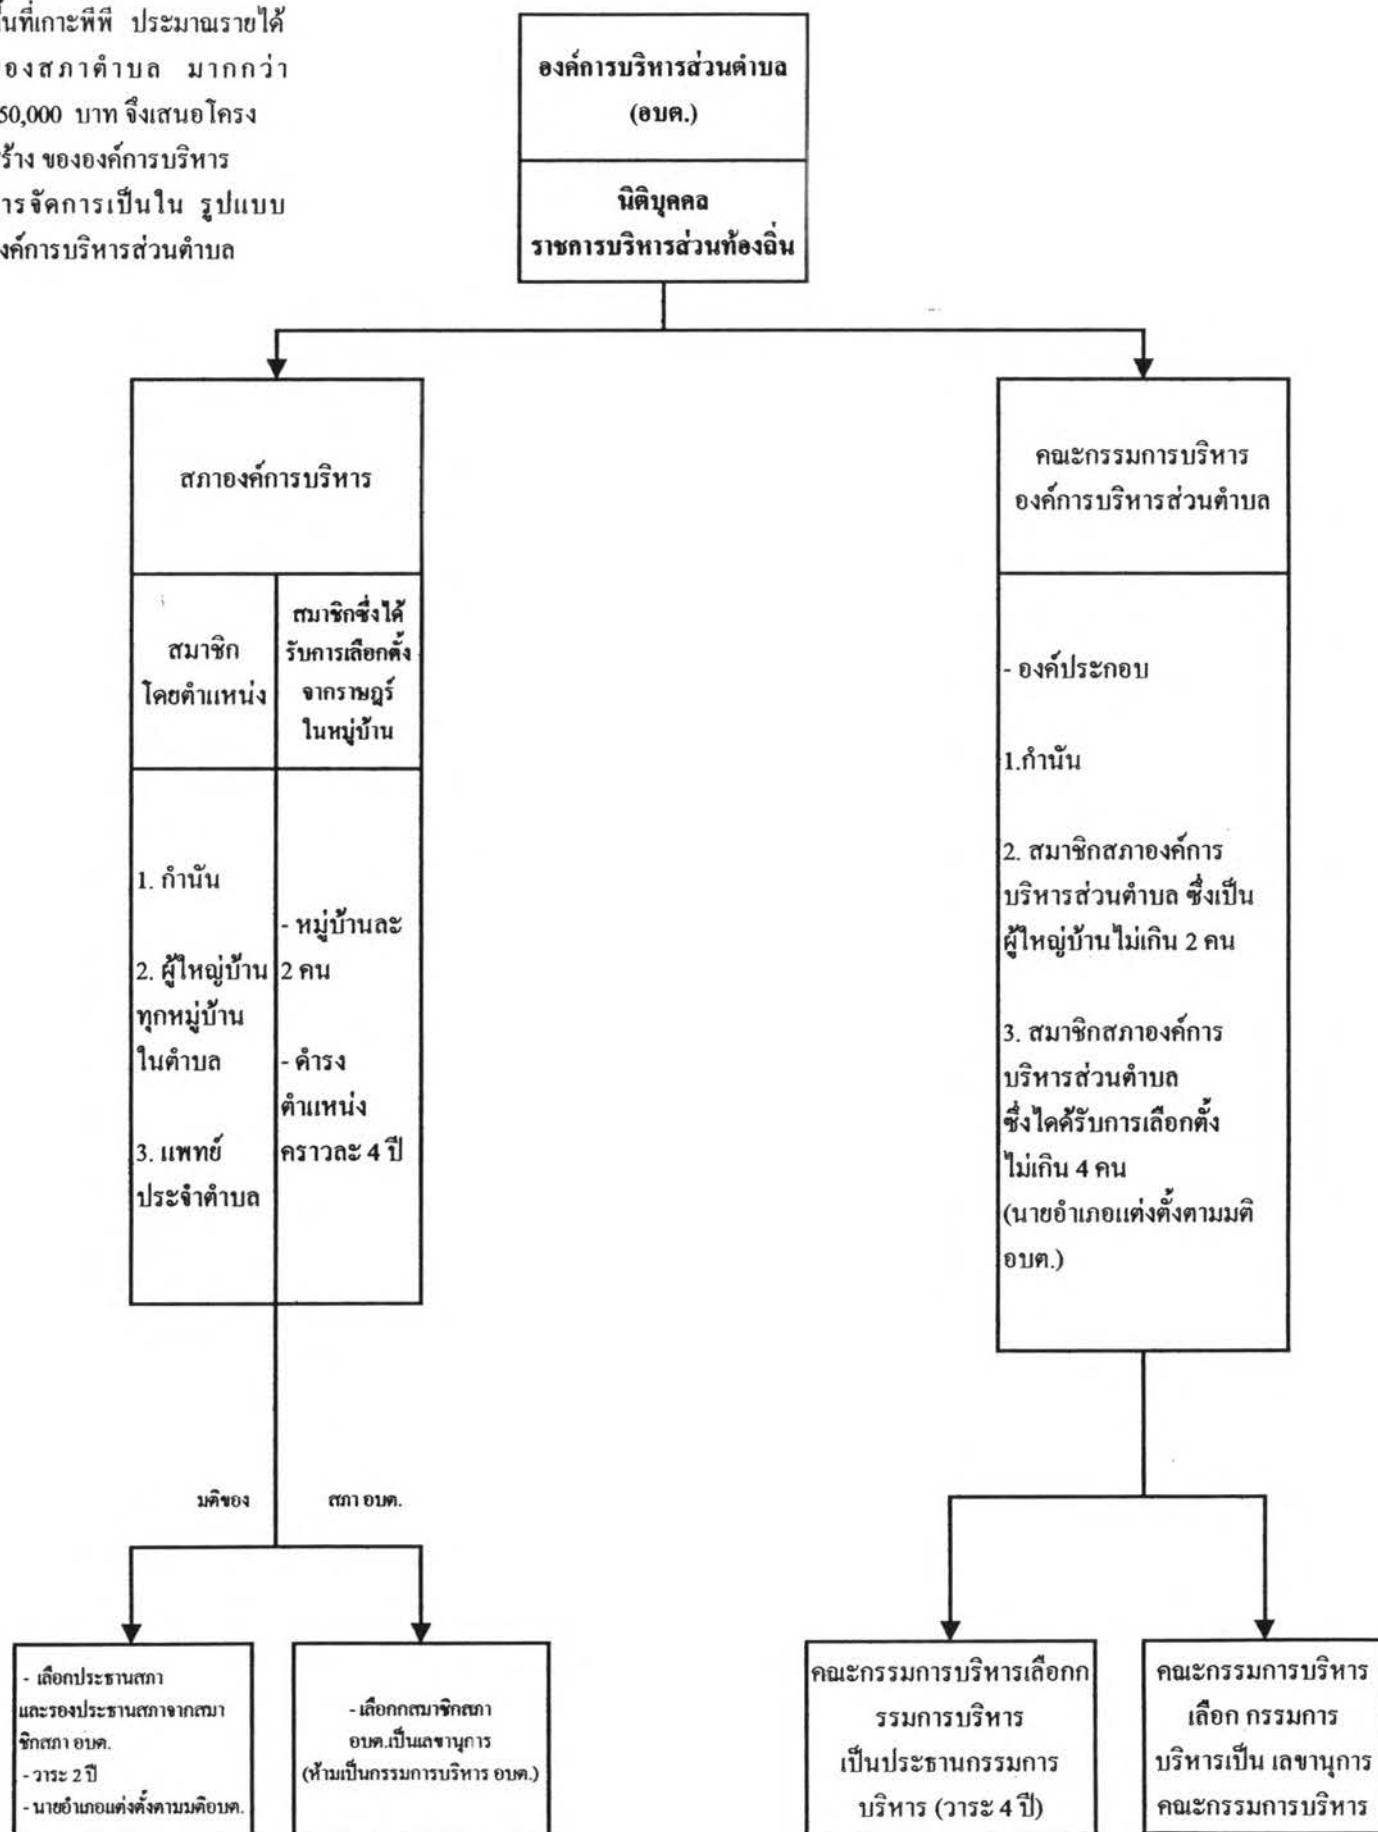 นที่เกาะพีพี ประมาณรายได้
องสภาตำบล มากกว่า
50,000 บาท จึงเสนอโครง
ร้าง ขององค์การบริหาร
ารจัดการเป็นใน รูปแบบ
งค์การบริหารส่วนตำบล
องค์การบริหารส่วนตำบล
(อบต.)
นิติบุคคล
ราชการบริหารส่วนท้องถิ่น
สภาองค์การบริหาร
สมาชิก
โดยตำแหน่ง
สมาชิกซึ่งได้
รับการเลือกตั้ง
จากราษฎร์
ในหมู่บ้าน
1. กำนัน
2. ผู้ใหญ่บ้าน
ทุกหมู่บ้าน
ในตำบล
3. แพทย์
ประจำตำบล
- หมู่บ้านละ
2 คน
- ดำรง
ตำแหน่ง
คราวละ 4 ปี
คณะกรรมการบริหาร
องค์การบริหารส่วนตำบล
- องค์ประกอบ
1.กำนัน
2. สมาชิกสภาองค์การ
บริหารส่วนตำบล ซึ่งเป็น
ผู้ใหญ่บ้าน ไม่เกิน 2 คน
3. สมาชิกสภาองค์การ
บริหารส่วนตำบล
ซึ่งไดด้รับการเลือกตั้ง
ไม่เกิน 4 คน
(นายอำเภอแต่งตั้งตามมติ
อบต.)
มติของ สภา อบต.
- เลือกประธานสภา
และรองประธานสภาจากสมา
ชิกสภา อบต.
- วาระ 2 ปี
- นายอำเภอแต่งตั้งตามมติอบต.
- เลือกกสมาชิกสภา
อบต.เป็นเลขานุการ
(ห้ามเป็นกรรมการบริหาร อบต.)
คณะกรรมการบริหารเลือกก
รรมการบริหาร
เป็นประธานกรรมการ
บริหาร (วาระ 4 ปี)
คณะกรรมการบริหาร
เลือก กรรมการ
บริหารเป็น เลขานุการ
คณะกรรมการบริหาร